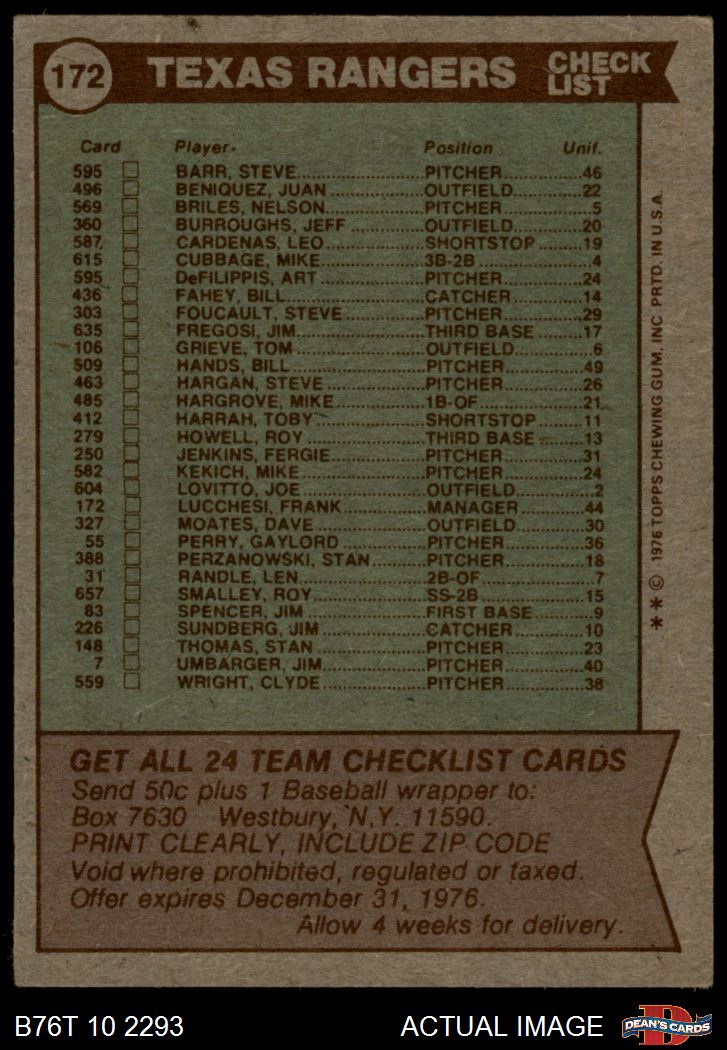 172 TEXAS RANGERS CHECK LIST
Card Player Position Unif.
595 BARR, STEVE PITCHER 46
496 BENIQUEZ, JUAN OUTFIELD 22
569 BRILES, NELSON PITCHER 5
360 BURROUGHS, JEFF OUTFIELD 20
587 CARDENAS, LEO SHORTSTOP 19
615 CUBBAGE, MIKE 3B-2B 4
595 DeFILIPPIS, ART PITCHER 24
436 FAHEY, BILL CATCHER 14
303 FOUCAULT, STEVE PITCHER 29
635 FREGOSI, JIM THIRD BASE 17
106 GRIEVE, TOM OUTFIELD 6
509 HANDS, BILL PITCHER 49
463 HARGAN, STEVE PITCHER 26
485 HARGROVE, MIKE 1B-OF 21
412 HARRAH, TOBY SHORTSTOP 11
279 HOWELL, ROY THIRD BASE 13
250 JENKINS, FERGIE PITCHER 31
582 KEKICH, MIKE PITCHER 24
604 LOVITTO, JOE OUTFIELD 2
172 LUCCHESI, FRANK MANAGER 44
327 MOATES, DAVE OUTFIELD 30
55 PERRY, GAYLORD PITCHER 36
388 PERZANOWSKI, STAN PITCHER 18
31 RANDLE, LEN 2B-OF 7
657 SMALLEY, ROY SS-2B 15
83 SPENCER, JIM FIRST BASE 9
226 SUNDBERG, JIM CATCHER 10
148 THOMAS, STAN PITCHER 23
7 UMBARGER, JIM PITCHER 40
559 WRIGHT, CLYDE PITCHER 38
* * © 1976 TOPPS CHEWING GUM, INC PRTD. IN U.S.A.
GET ALL 24 TEAM CHECKLIST CARDS
Send 50c plus 1 Baseball wrapper to:
Box 7630 Westbury, N.Y. 11590.
PRINT CLEARLY, INCLUDE ZIP CODE
Void where prohibited, regulated or taxed.
Offer expires December 31, 1976.
Allow 4 weeks for delivery.
B76T 10 2293 ACTUAL IMAGE D DEAN'S CARDS